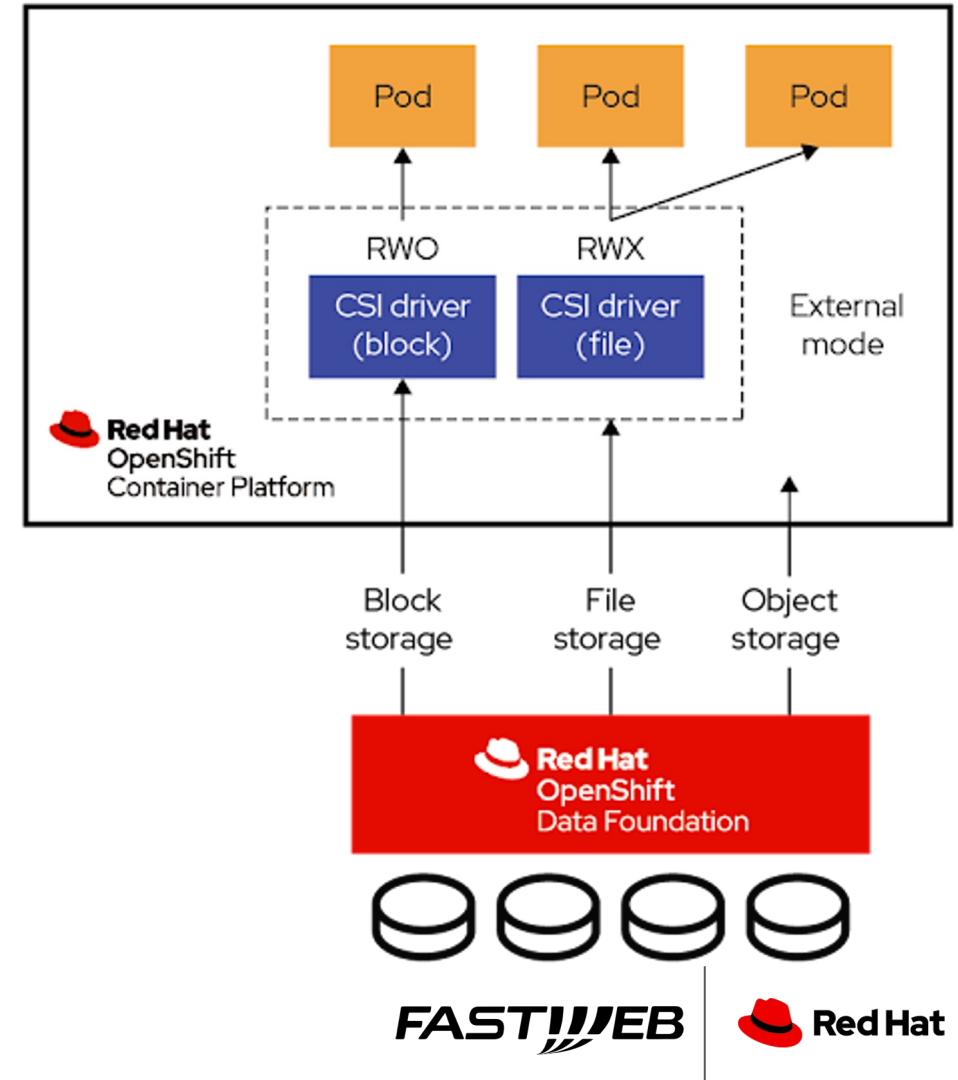 Pod
Pod
Pod
RWO
RWX
CSI driver
(block)
CSI driver
(file)
External
mode
Red Hat
OpenShift
Container Platform
Block
storage
File
storage
Object
storage
Red Hat
OpenShift
Data Foundation
FASTWEB
Red Hat